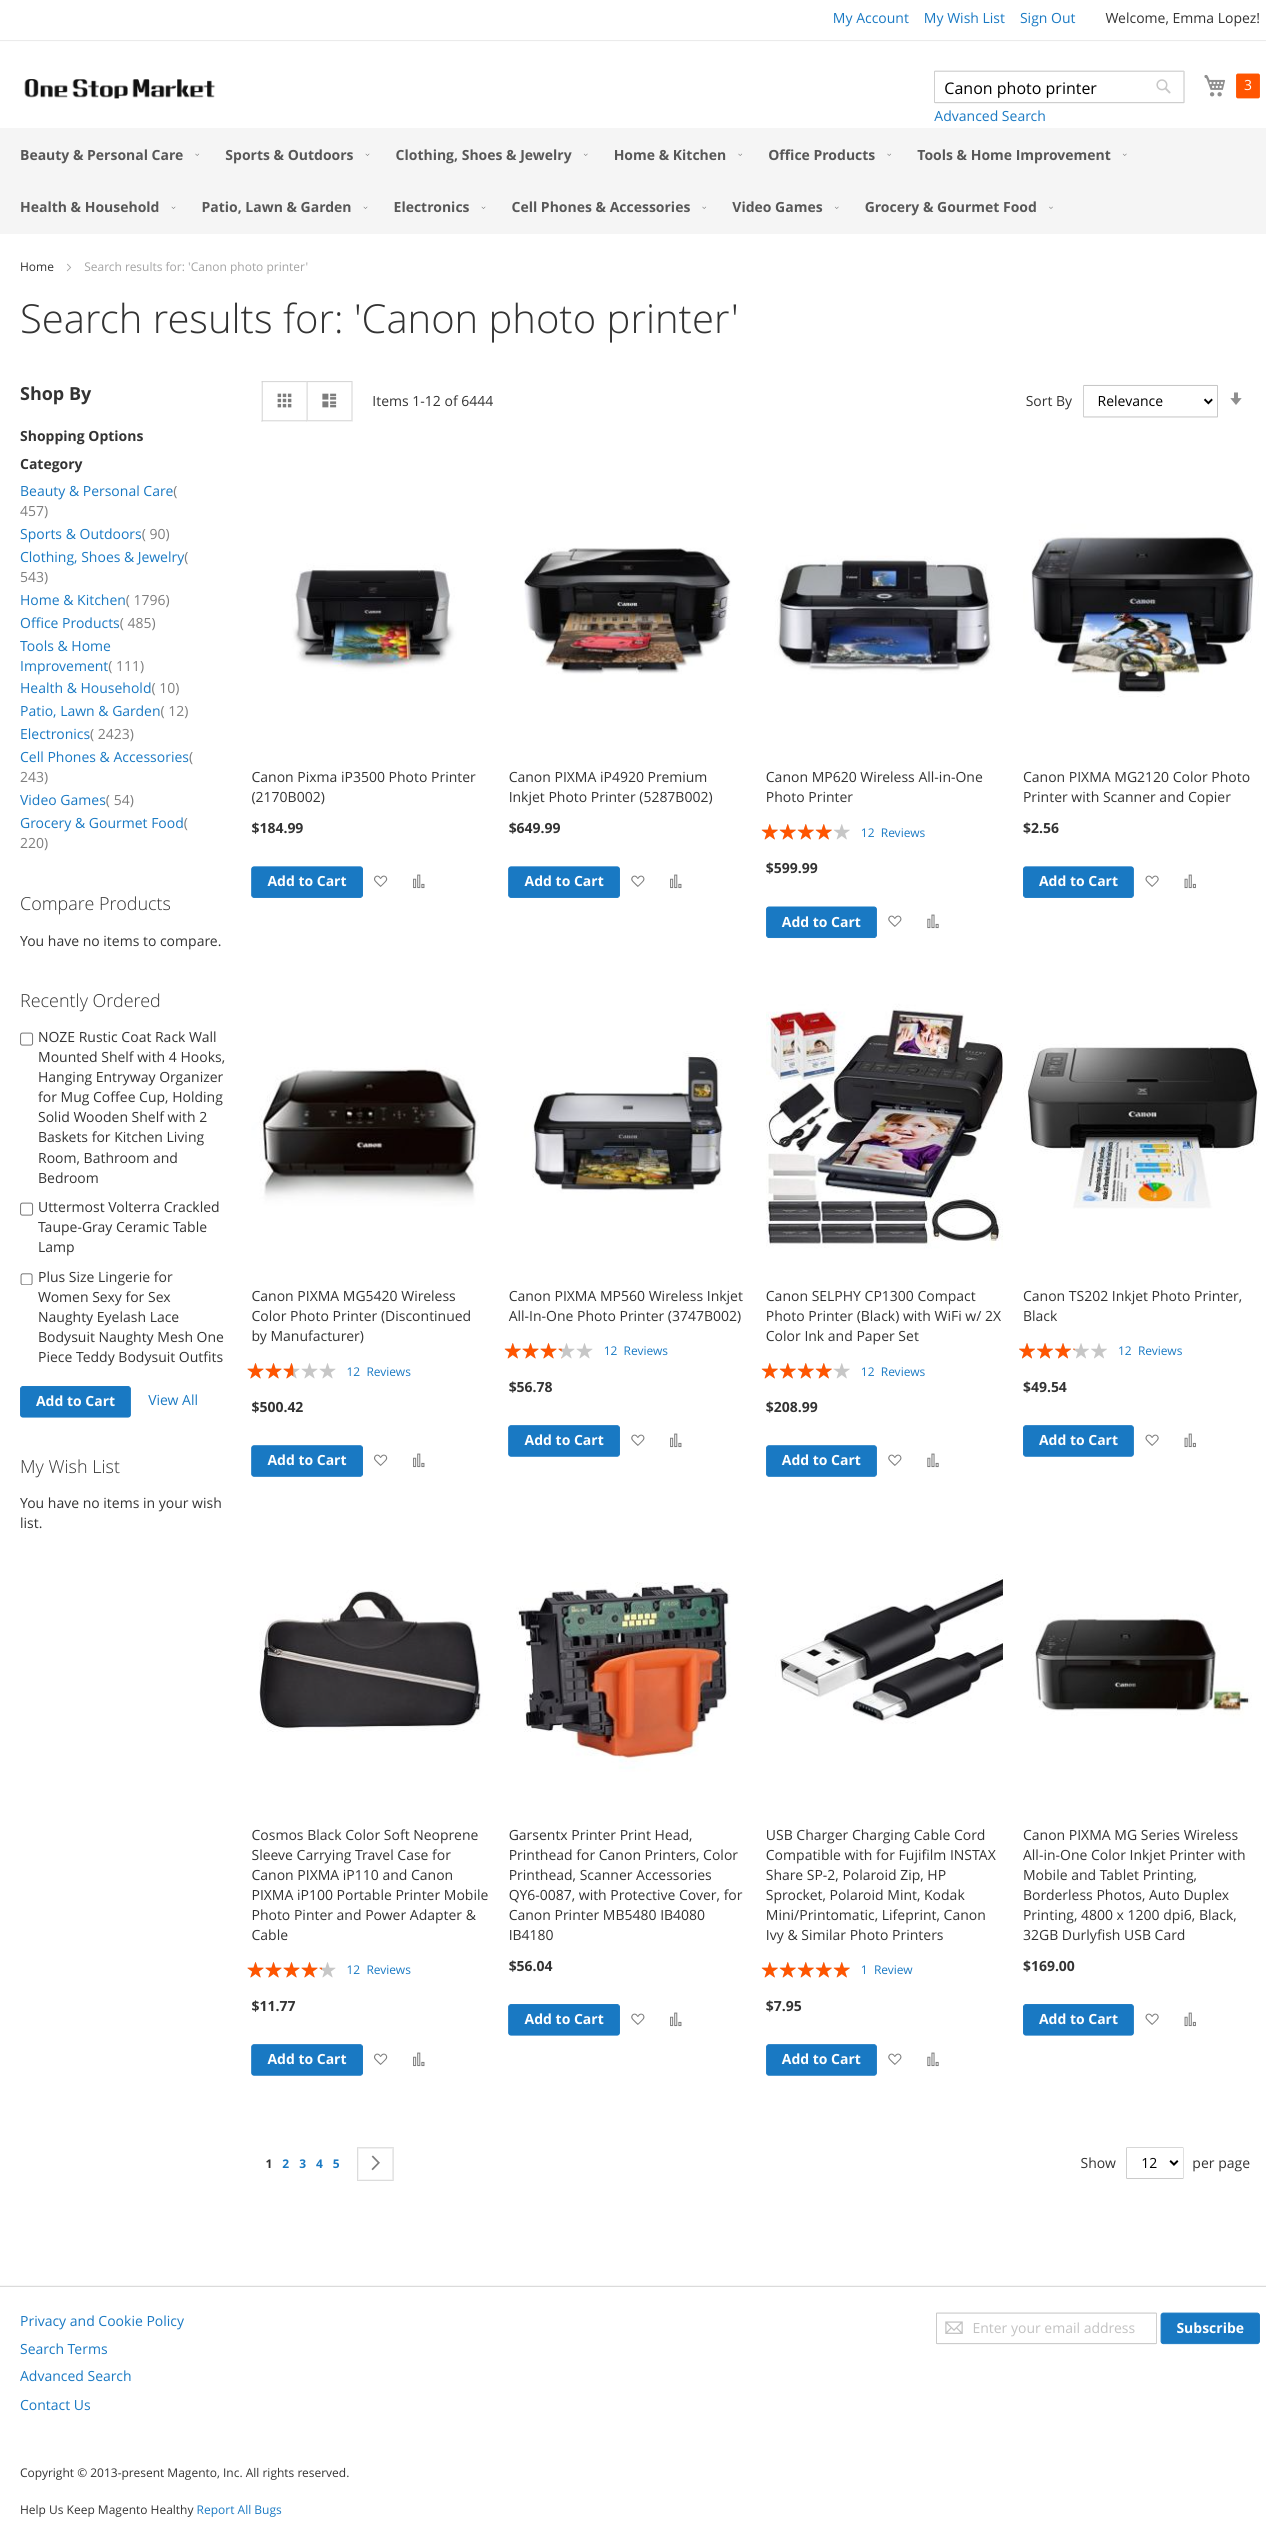 My Account My Wish List Sign Out Welcome, Emma Lopez!
One Stop Market
Canon photo printer
3
Advanced Search
Beauty & Personal Care Sports & Outdoors Clothing, Shoes & Jewelry Home & Kitchen Office Products Tools & Home Improvement
Health & Household Patio, Lawn & Garden Electronics Cell Phones & Accessories Video Games Grocery & Gourmet Food
Home Search results for: 'Canon photo printer'
Search results for: 'Canon photo printer'
Shop By
Shopping Options
Category
Beauty & Personal Care(
457)
Sports & Outdoors( 90)
Clothing, Shoes & Jewelry(
543)
Home & Kitchen( 1796)
Office Products( 485)
Tools & Home
Improvement( 111)
Health & Household( 10)
Patio, Lawn & Garden( 12)
Electronics( 2423)
Cell Phones & Accessories(
243)
Video Games( 54)
Grocery & Gourmet Food(
220)
Compare Products
You have no items to compare.
Recently Ordered
NOZE Rustic Coat Rack Wall
Mounted Shelf with 4 Hooks,
Hanging Entryway Organizer
for Mug Coffee Cup, Holding
Solid Wooden Shelf with 2
Baskets for Kitchen Living
Room, Bathroom and
Bedroom
Uttermost Volterra Crackled
Taupe-Gray Ceramic Table
Lamp
Plus Size Lingerie for
Women Sexy for Sex
Naughty Eyelash Lace
Bodysuit Naughty Mesh One
Piece Teddy Bodysuit Outfits
Add to Cart View All
My Wish List
You have no items in your wish
list.
Items 1-12 of 6444
Sort By Relevance
Canon
Canon Pixma iP3500 Photo Printer
(2170B002)
$184.99
Add to Cart
Canon
Canon PIXMA iP4920 Premium
Inkjet Photo Printer (5287B002)
$649.99
Add to Cart
Canon MP620 Wireless All-in-One
Photo Printer
12 Reviews
$599.99
Add to Cart
Canon
Canon PIXMA MG2120 Color Photo
Printer with Scanner and Copier
$2.56
Add to Cart
Canon
Canon PIXMA MG5420 Wireless
Color Photo Printer (Discontinued
by Manufacturer)
12 Reviews
$500.42
Add to Cart
Canon
Canon PIXMA MP560 Wireless Inkjet
All-In-One Photo Printer (3747B002)
12 Reviews
$56.78
Add to Cart
Canon SELPHY CP1300 Compact
Photo Printer (Black) with WiFi w/ 2X
Color Ink and Paper Set
12 Reviews
$208.99
Add to Cart
Canon
Canon TS202 Inkjet Photo Printer,
Black
12 Reviews
$49.54
Add to Cart
Cosmos Black Color Soft Neoprene
Sleeve Carrying Travel Case for
Canon PIXMA iP110 and Canon
PIXMA iP100 Portable Printer Mobile
Photo Pinter and Power Adapter &
Cable
12 Reviews
$11.77
Add to Cart
Garsentx Printer Print Head,
Printhead for Canon Printers, Color
Printhead, Scanner Accessories
QY6-0087, with Protective Cover, for
Canon Printer MB5480 IB4080
IB4180
$56.04
Add to Cart
USB Charger Charging Cable Cord
Compatible with for Fujifilm INSTAX
Share SP-2, Polaroid Zip, HP
Sprocket, Polaroid Mint, Kodak
Mini/Printomatic, Lifeprint, Canon
Ivy & Similar Photo Printers
1 Review
$7.95
Add to Cart
Canon
Canon PIXMA MG Series Wireless
All-in-One Color Inkjet Printer with
Mobile and Tablet Printing,
Borderless Photos, Auto Duplex
Printing, 4800 x 1200 dpi6, Black,
32GB Durlyfish USB Card
$169.00
Add to Cart
1 2 3 4 5
Show 12 per page
Privacy and Cookie Policy
Search Terms
Advanced Search
Contact Us
Enter your email address Subscribe
Copyright © 2013-present Magento, Inc. All rights reserved.
Help Us Keep Magento Healthy Report All Bugs